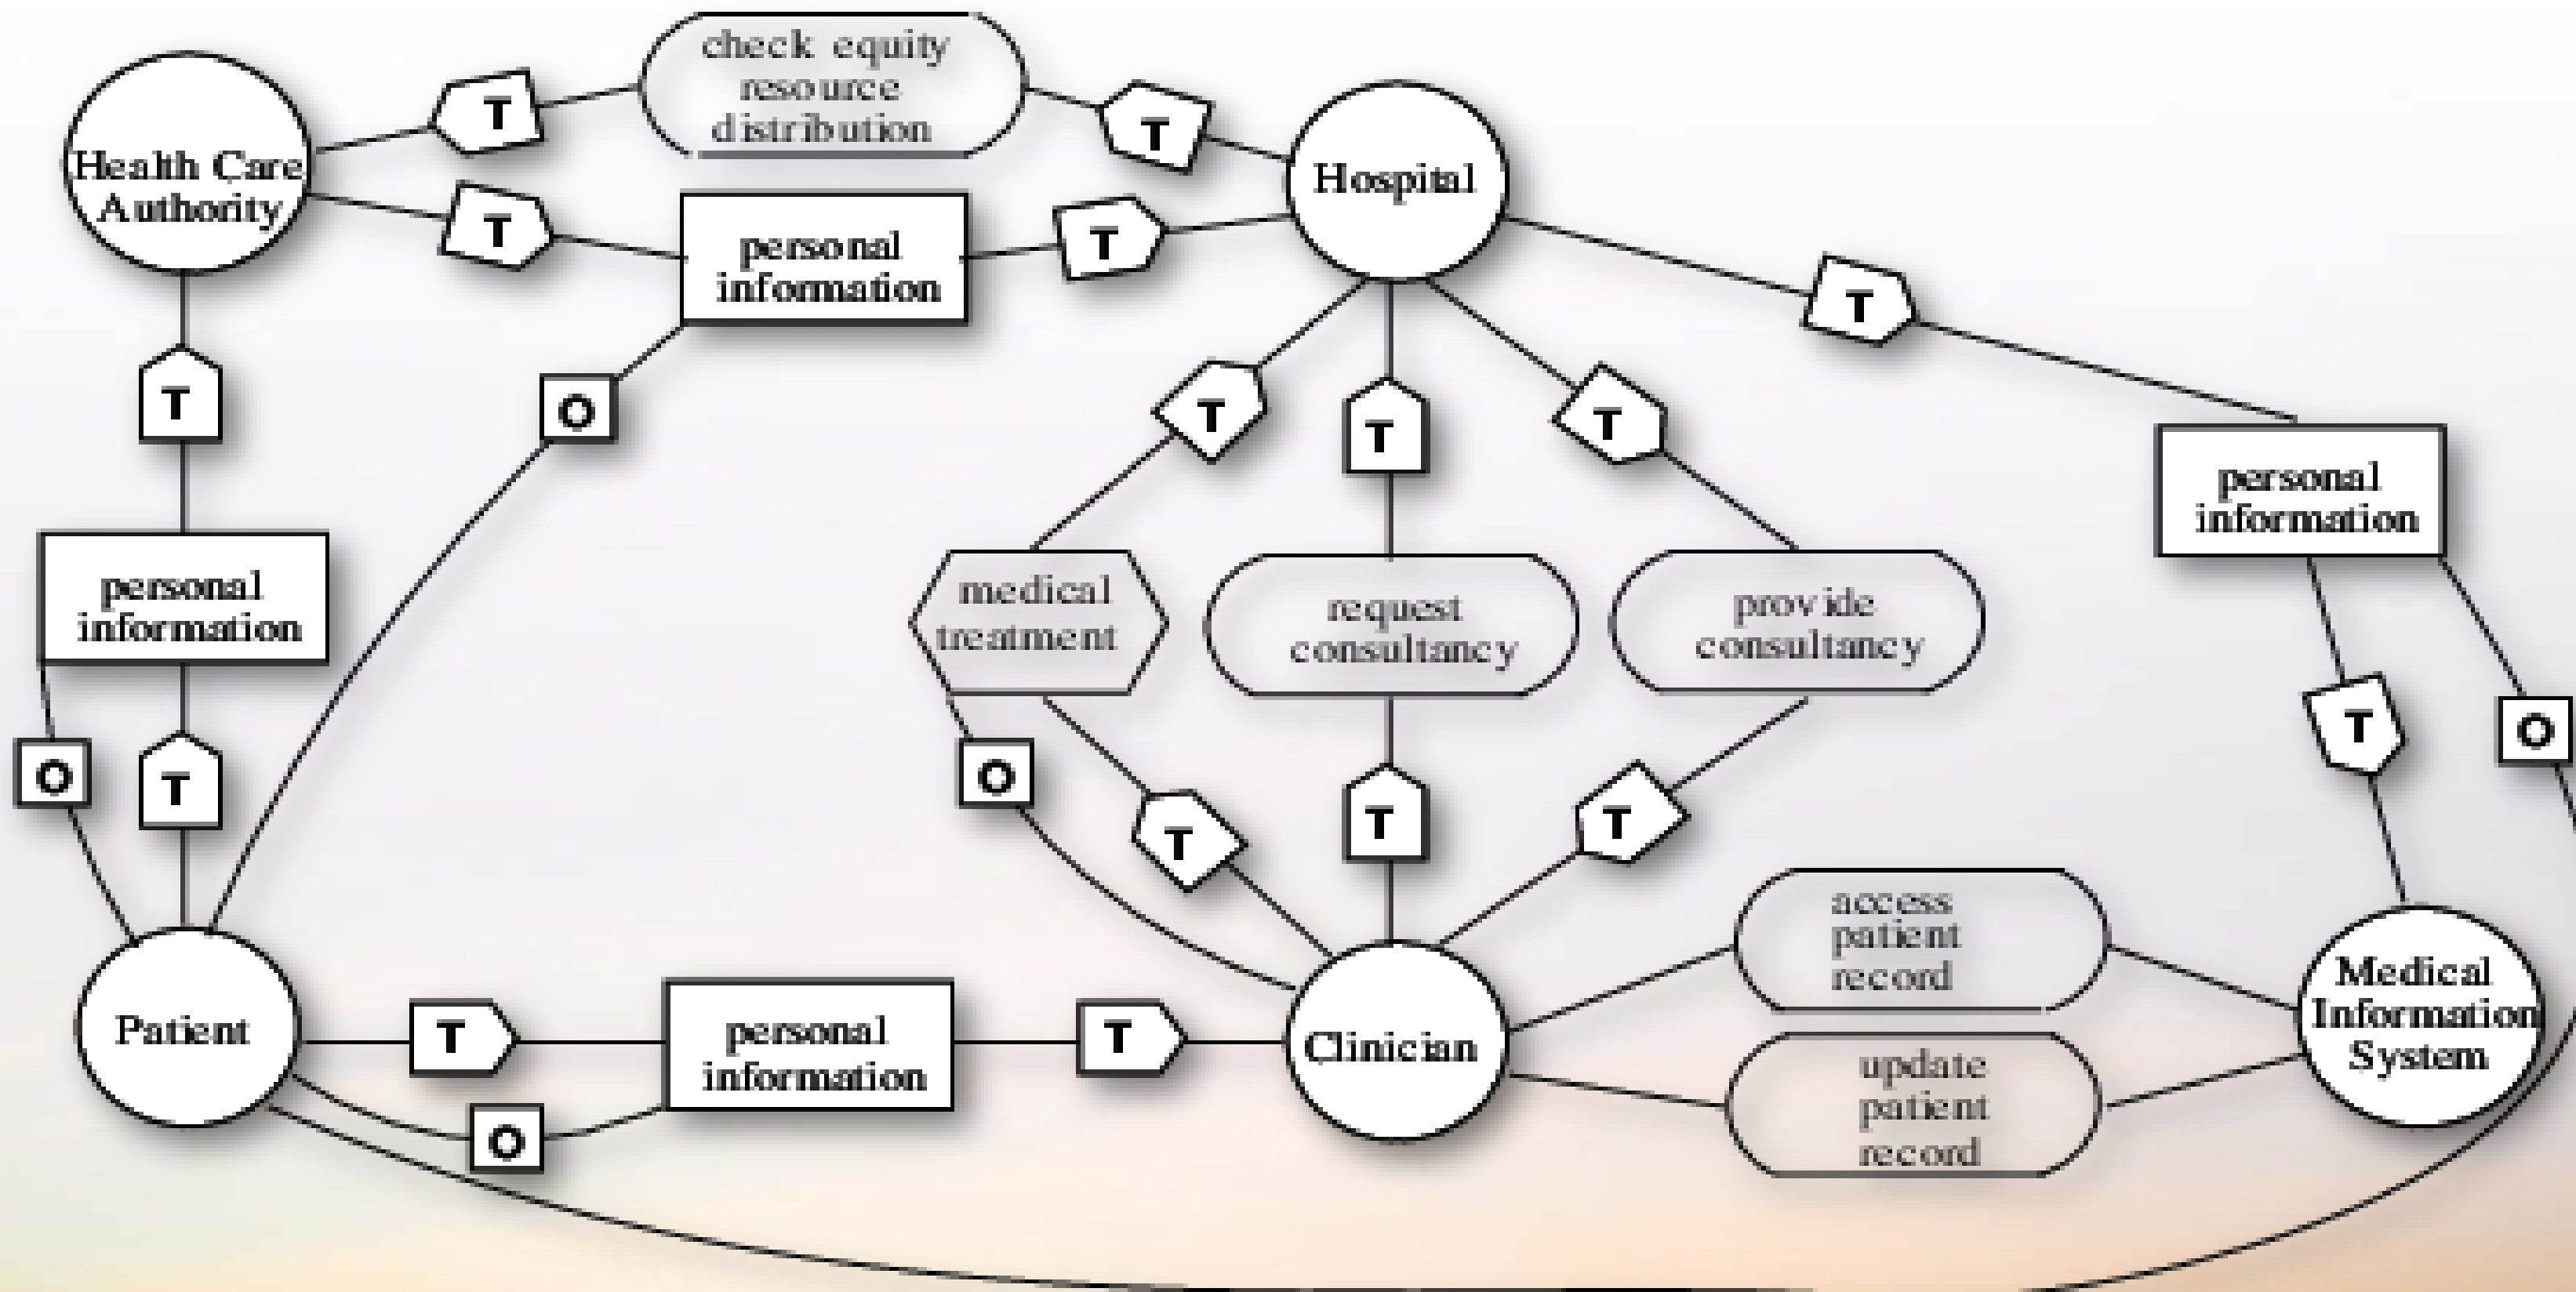 check equity
resource
distribution
T
T
Health Care
Authority
Hospital
T
personal
information
T
T
T
O
T
T
T
personal
information
personal
information
medical
treatment
request
consultancy
provide
consultancy
O
T
O
T
T
T
T
O
access
patient
record
Patient
T
personal
information
T
Clinician
Medical
Information
System
update
patient
record
O